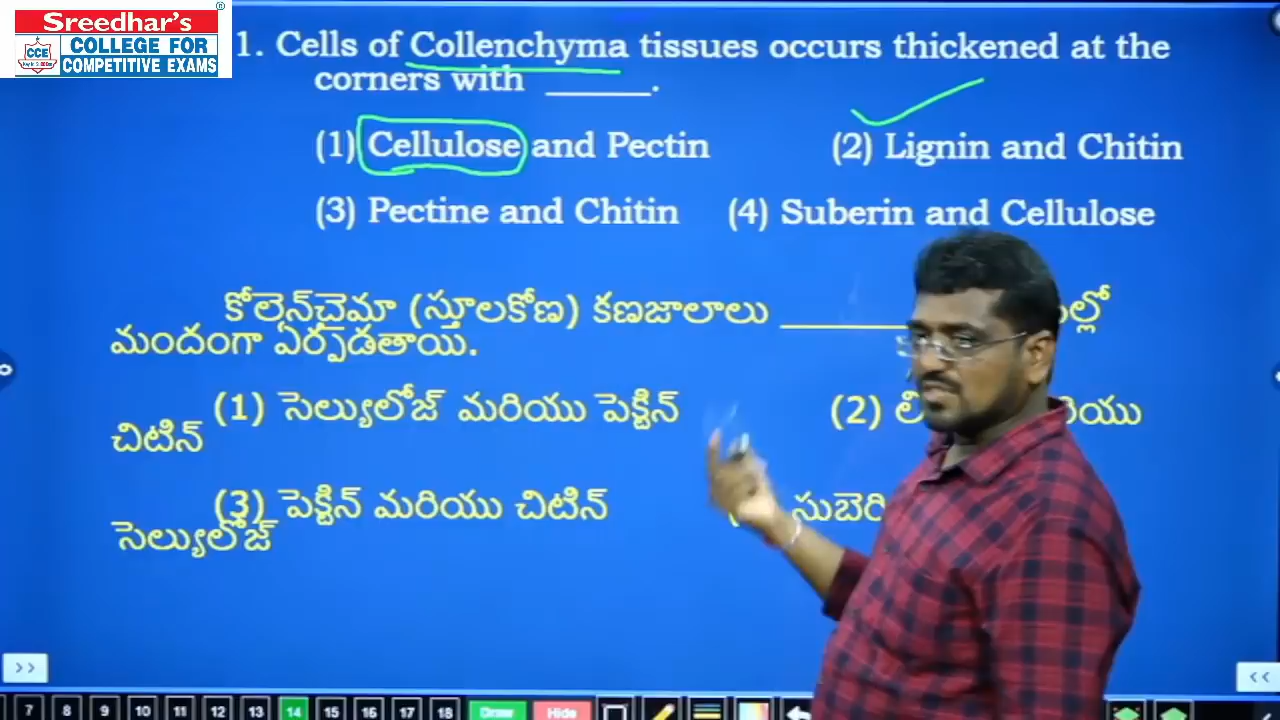 Sreedhar's
CCE
COLLEGE FOR
COMPETITIVE EXAMS
1. Cells of Collenchyma tissues occurs thickened at the
corners with ______.
(1) Cellulose and Pectin (2) Lignin and Chitin
(3) Pectine and Chitin (4) Suberin and Cellulose
కోలెన్‌చైమా (స్థూలకోణ) కణజాలాలు ________
మందంగా ఏర్పడతాయి.
(1) సెల్యులోజ్ మరియు పెక్టిన్ (2)
చిటిన్
(3) పెక్టిన్ మరియు చిటిన్
సెల్యులోజ్
>> <<
7 8 9 10 11 12 13 14 15 16 17 18 Draw Hide